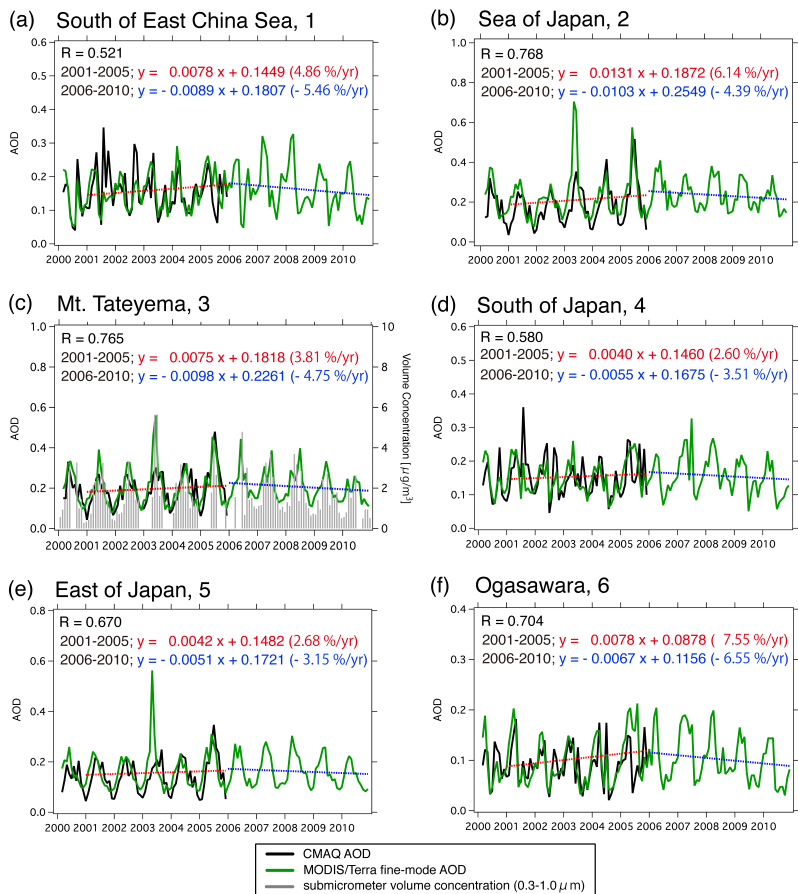 (a) South of East China Sea, 1
R = 0.521
2001-2005; y = 0.0078 x + 0.1449 (4.86 %/yr)
2006-2010; y = - 0.0089 x + 0.1807 (- 5.46 %/yr)
0.6
0.5
0.4
0.3
0.2
0.1
0.0
AOD
2000 2001 2002 2003 2004 2005 2006 2007 2008 2009 2010
(b) Sea of Japan, 2
R = 0.768
2001-2005; y = 0.0131 x + 0.1872 (6.14 %/yr)
2006-2010; y = - 0.0103 x + 0.2549 (- 4.39 %/yr)
1.0
0.8
0.6
0.4
0.2
0.0
AOD
2000 2001 2002 2003 2004 2005 2006 2007 2008 2009 2010
(c) Mt. Tateyema, 3
R = 0.765
2001-2005; y = 0.0075 x + 0.1818 (3.81 %/yr)
2006-2010; y = - 0.0098 x + 0.2261 (- 4.75 %/yr)
1.0
0.8
0.6
0.4
0.2
0.0
AOD
10
8
6
4
2
0
Volume Concentration [μg/m³]
2000 2001 2002 2003 2004 2005 2006 2007 2008 2009 2010
(d) South of Japan, 4
R = 0.580
2001-2005; y = 0.0040 x + 0.1460 (2.60 %/yr)
2006-2010; y = - 0.0055 x + 0.1675 (- 3.51 %/yr)
0.6
0.5
0.4
0.3
0.2
0.1
0.0
AOD
2000 2001 2002 2003 2004 2005 2006 2007 2008 2009 2010
(e) East of Japan, 5
R = 0.670
2001-2005; y = 0.0042 x + 0.1482 (2.68 %/yr)
2006-2010; y = - 0.0051 x + 0.1721 (- 3.15 %/yr)
0.8
0.6
0.4
0.2
0.0
AOD
2000 2001 2002 2003 2004 2005 2006 2007 2008 2009 2010
(f) Ogasawara, 6
R = 0.704
2001-2005; y = 0.0078 x + 0.0878 ( 7.55 %/yr)
2006-2010; y = - 0.0067 x + 0.1156 (- 6.55 %/yr)
0.4
0.3
0.2
0.1
0.0
AOD
2000 2001 2002 2003 2004 2005 2006 2007 2008 2009 2010
CMAQ AOD
MODIS/Terra fine-mode AOD
submicrometer volume concentration (0.3-1.0 μm)